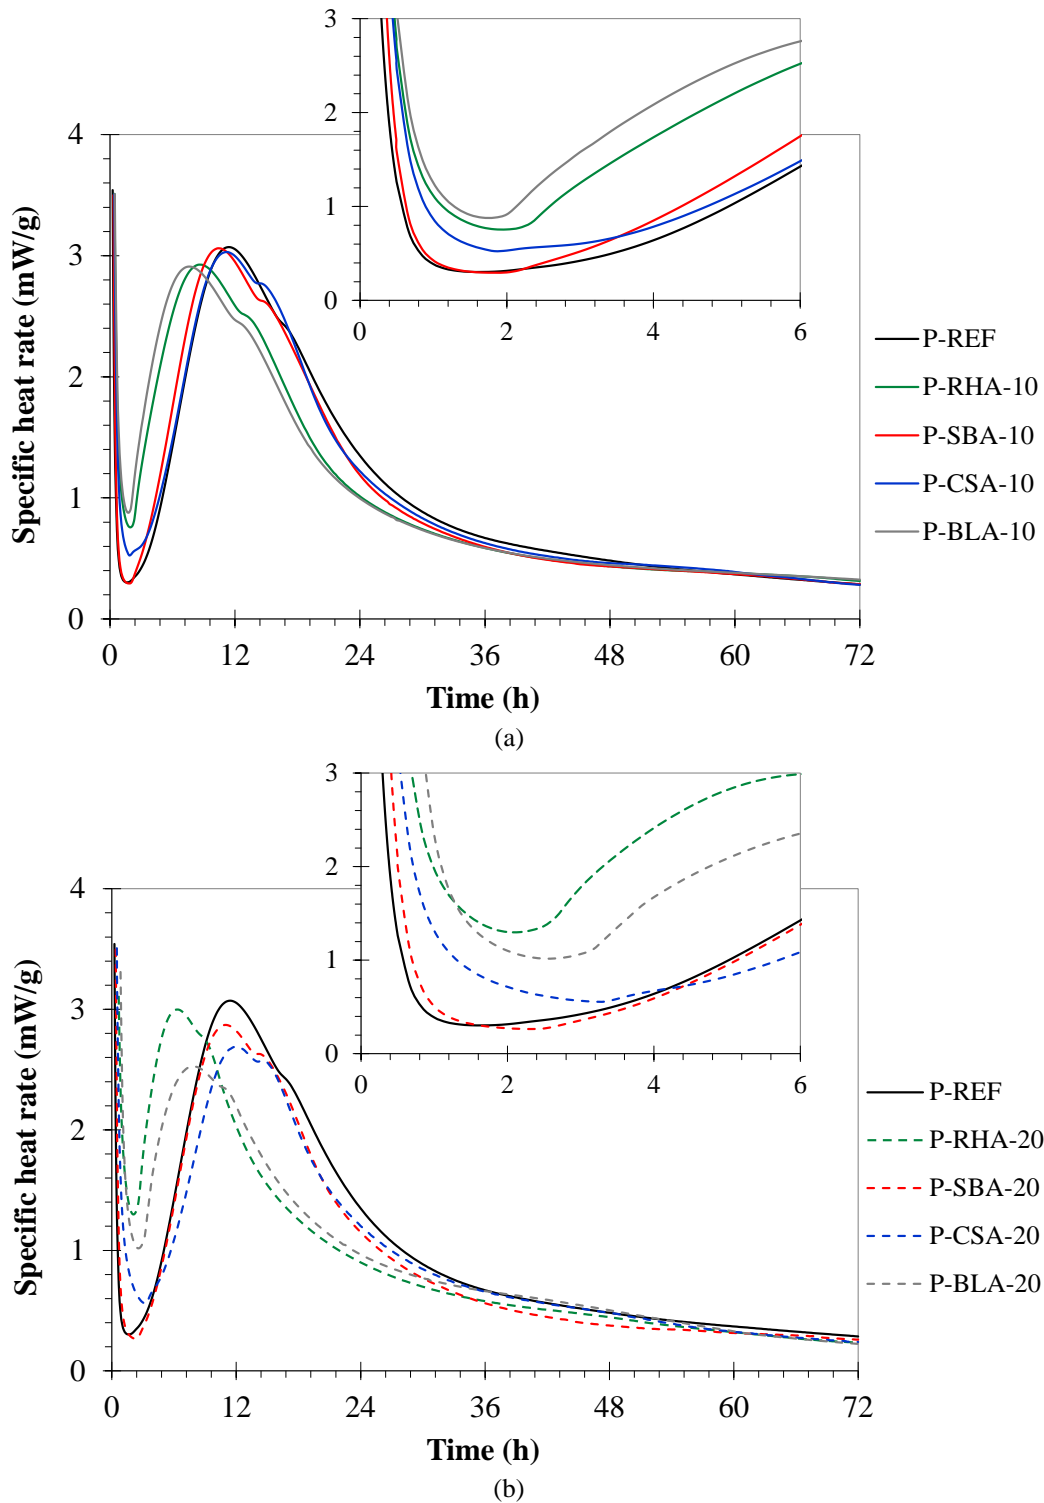 3
2
1
0
0
2
4
6
4
3
2
1
0
0
12
24
36
48
60
72
Specific heat rate (mW/g)
Time (h)
P-REF
P-RHA-10
P-SBA-10
P-CSA-10
P-BLA-10
(a)
3
2
1
0
0
2
4
6
4
3
2
1
0
0
12
24
36
48
60
72
Specific heat rate (mW/g)
Time (h)
P-REF
P-RHA-20
P-SBA-20
P-CSA-20
P-BLA-20
(b)